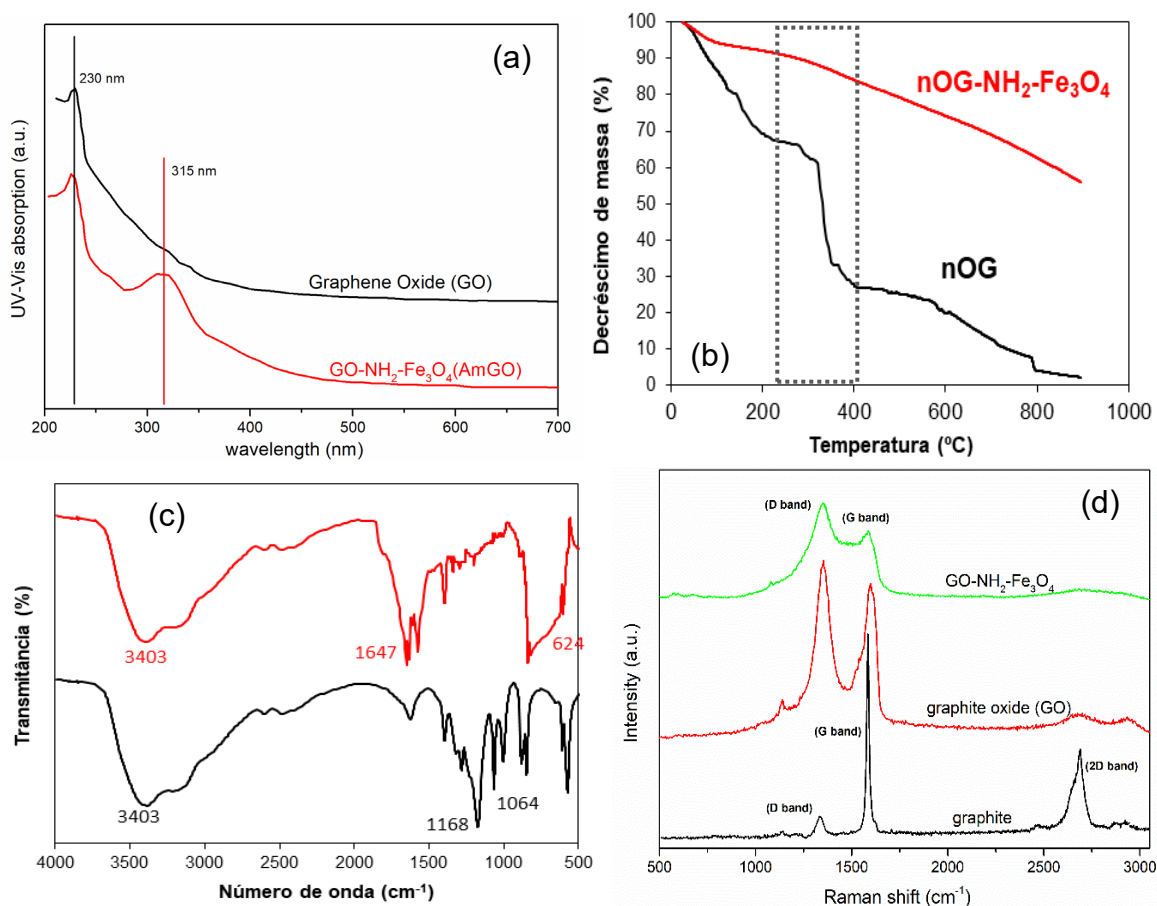 (a)
230 nm
315 nm
Graphene Oxide (GO)
GO-NH₂-Fe₃O₄(AmGO)
UV-Vis absorption (a.u.)
200 300 400 500 600 700
wavelength (nm)
100
90
80
70
60
50
40
30
20
10
0
nOG-NH₂-Fe₃O₄
nOG
(b)
Decréscimo de massa (%)
0 200 400 600 800 1000
Temperatura (ºC)
(c)
3403
1647
624
3403
1168
1064
Transmitância (%)
4000 3500 3000 2500 2000 1500 1000 500
Número de onda (cm⁻¹)
(d)
(D band)
(G band)
GO-NH₂-Fe₃O₄
graphite oxide (GO)
(G band)
(2D band)
(D band)
graphite
Intensity (a.u.)
500 1000 1500 2000 2500 3000
Raman shift (cm⁻¹)